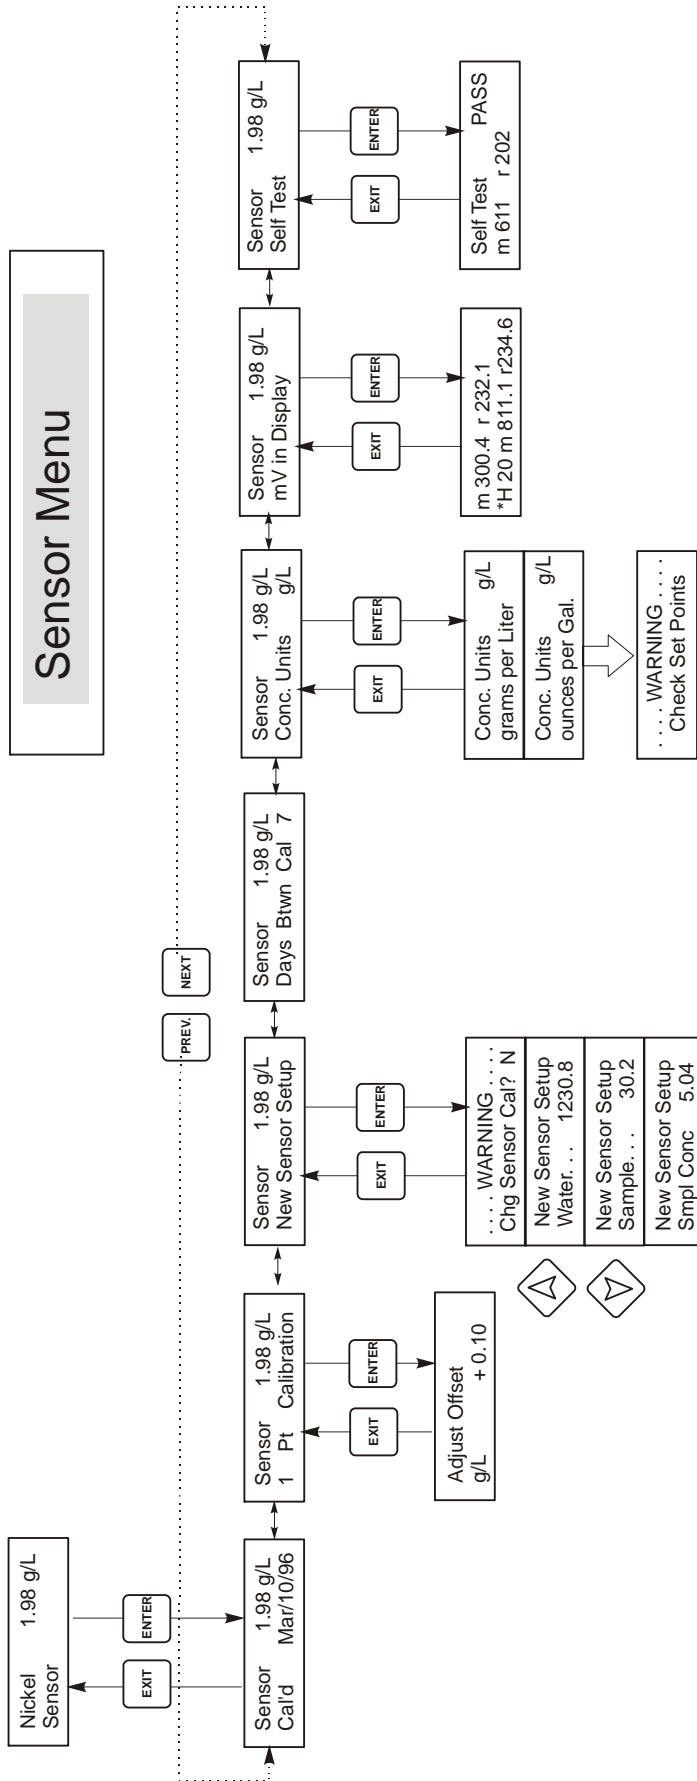 Sensor Menu
Nickel 1.98 g/L
Sensor
EXIT
ENTER
PREV.
NEXT
Sensor 1.98 g/L
Cal'd Mar/10/96
Sensor 1.98 g/L
1 Pt Calibration
EXIT
ENTER
Adjust Offset
g/L + 0.10
Sensor 1.98 g/L
New Sensor Setup
EXIT
ENTER
. . . . WARNING . . . .
Chg Sensor Cal? N
New Sensor Setup
Water. . . 1230.8
New Sensor Setup
Sample. . . 30.2
New Sensor Setup
Smpl Conc 5.04
Sensor 1.98 g/L
Days Btwn Cal 7
Sensor 1.98 g/L
Conc. Units g/L
EXIT
ENTER
Conc. Units g/L
grams per Liter
Conc. Units g/L
ounces per Gal.
. . . . WARNING . . . .
Check Set Points
Sensor 1.98 g/L
mV in Display
EXIT
ENTER
m 300.4 r 232.1
*H 20 m 811.1 r234.6
Sensor 1.98 g/L
Self Test
EXIT
ENTER
Self Test PASS
m 611 r 202